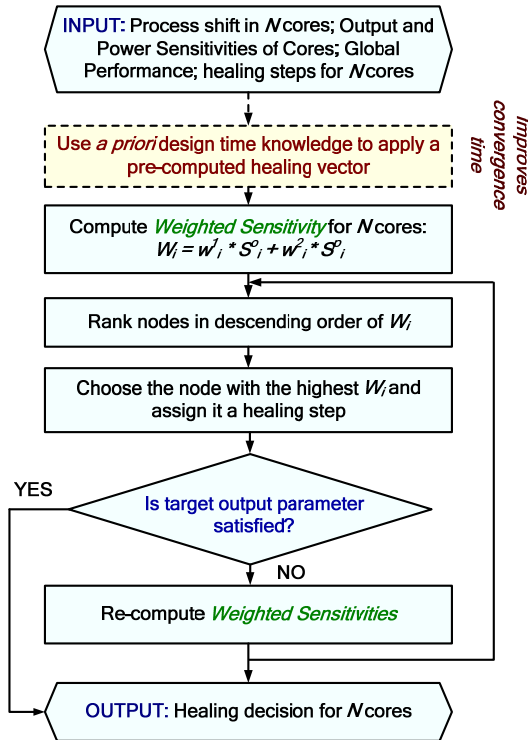 INPUT: Process shift in N cores; Output and
Power Sensitivities of Cores; Global
Performance; healing steps for N cores
Improves
convergence
time
Use a priori design time knowledge to apply a
pre-computed healing vector
Compute Weighted Sensitivity for N cores:
Wᵢ = w¹ᵢ * Sᵒᵢ + w²ᵢ * Sᵖᵢ
Rank nodes in descending order of Wᵢ
Choose the node with the highest Wᵢ and
assign it a healing step
YES
Is target output parameter
satisfied?
NO
Re-compute Weighted Sensitivities
OUTPUT: Healing decision for N cores